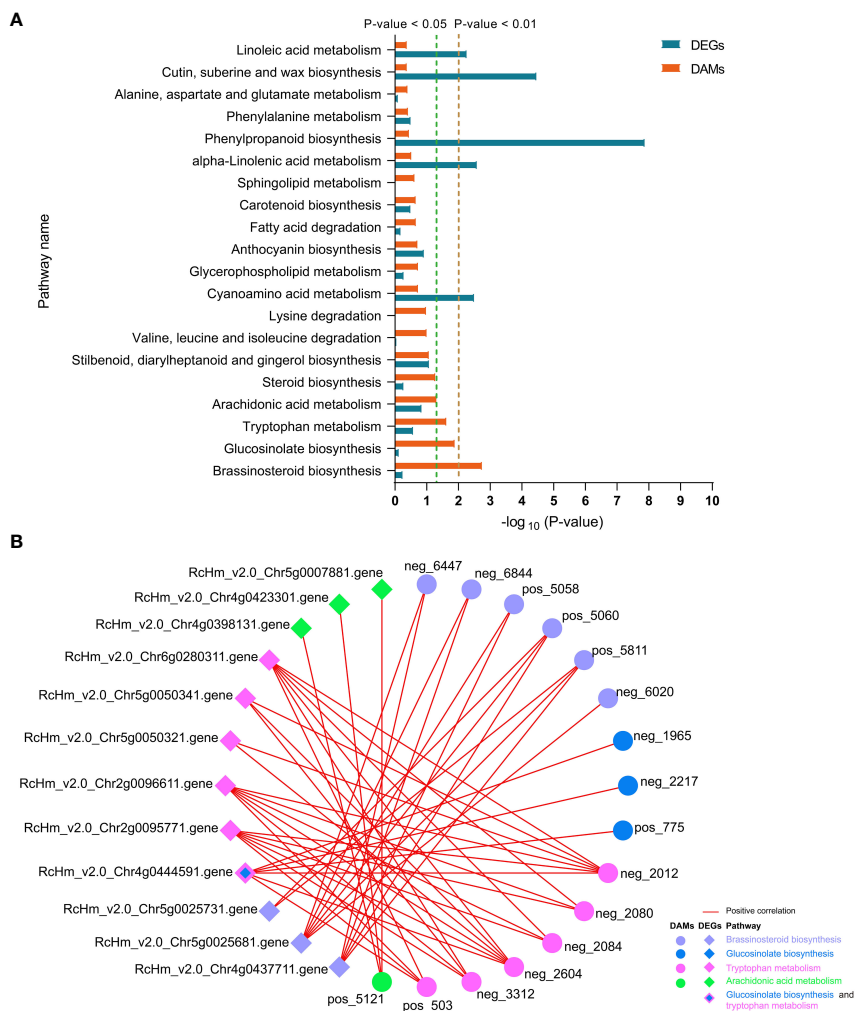 A
P-value < 0.05 P-value < 0.01
DEGs
DAMs
Pathway name
Linoleic acid metabolism
Cutin, suberine and wax biosynthesis
Alanine, aspartate and glutamate metabolism
Phenylalanine metabolism
Phenylpropanoid biosynthesis
alpha-Linolenic acid metabolism
Sphingolipid metabolism
Carotenoid biosynthesis
Fatty acid degradation
Anthocyanin biosynthesis
Glycerophospholipid metabolism
Cyanoamino acid metabolism
Lysine degradation
Valine, leucine and isoleucine degradation
Stilbenoid, diarylheptanoid and gingerol biosynthesis
Steroid biosynthesis
Arachidonic acid metabolism
Tryptophan metabolism
Glucosinolate biosynthesis
Brassinosteroid biosynthesis
0 1 2 3 4 5 6 7 8 9 10
-log10 (P-value)
B
RcHm_v2.0_Chr5g0007881.gene
RcHm_v2.0_Chr4g0423301.gene
RcHm_v2.0_Chr4g0398131.gene
RcHm_v2.0_Chr6g0280311.gene
RcHm_v2.0_Chr5g0050341.gene
RcHm_v2.0_Chr5g0050321.gene
RcHm_v2.0_Chr2g0096611.gene
RcHm_v2.0_Chr2g0095771.gene
RcHm_v2.0_Chr4g0444591.gene
RcHm_v2.0_Chr5g0025731.gene
RcHm_v2.0_Chr5g0025681.gene
RcHm_v2.0_Chr4g0437711.gene
neg_6447
neg_6844
pos_5058
pos_5060
pos_5811
neg_6020
neg_1965
neg_2217
pos_775
neg_2012
neg_2080
neg_2084
neg_2604
neg_3312
pos_503
pos_5121
Positive correlation
DAMs DEGs Pathway
Brassinosteroid biosynthesis
Glucosinolate biosynthesis
Tryptophan metabolism
Arachidonic acid metabolism
Glucosinolate biosynthesis and
tryptophan metabolism